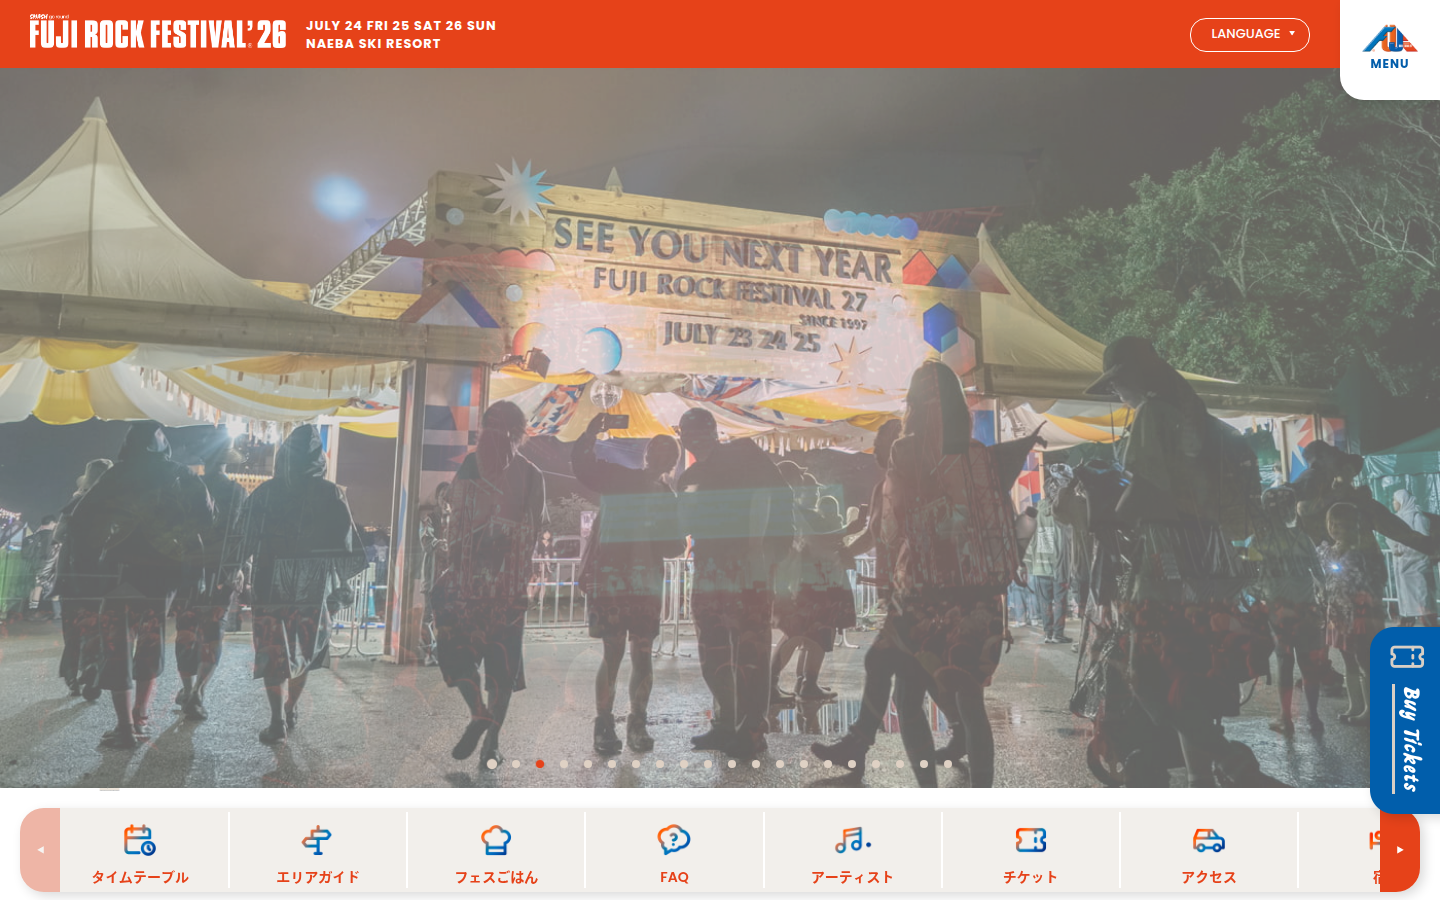 SMASH go round
FUJI ROCK FESTIVAL'26
JULY 24 FRI 25 SAT 26 SUN
NAEBA SKI RESORT
LANGUAGE
MENU
SEE YOU NEXT YEAR
FUJI ROCK FESTIVAL 27
SINCE 1997
JULY 23 24 25
Buy Tickets
タイムテーブル
エリアガイド
フェスごはん
FAQ
アーティスト
チケット
アクセス